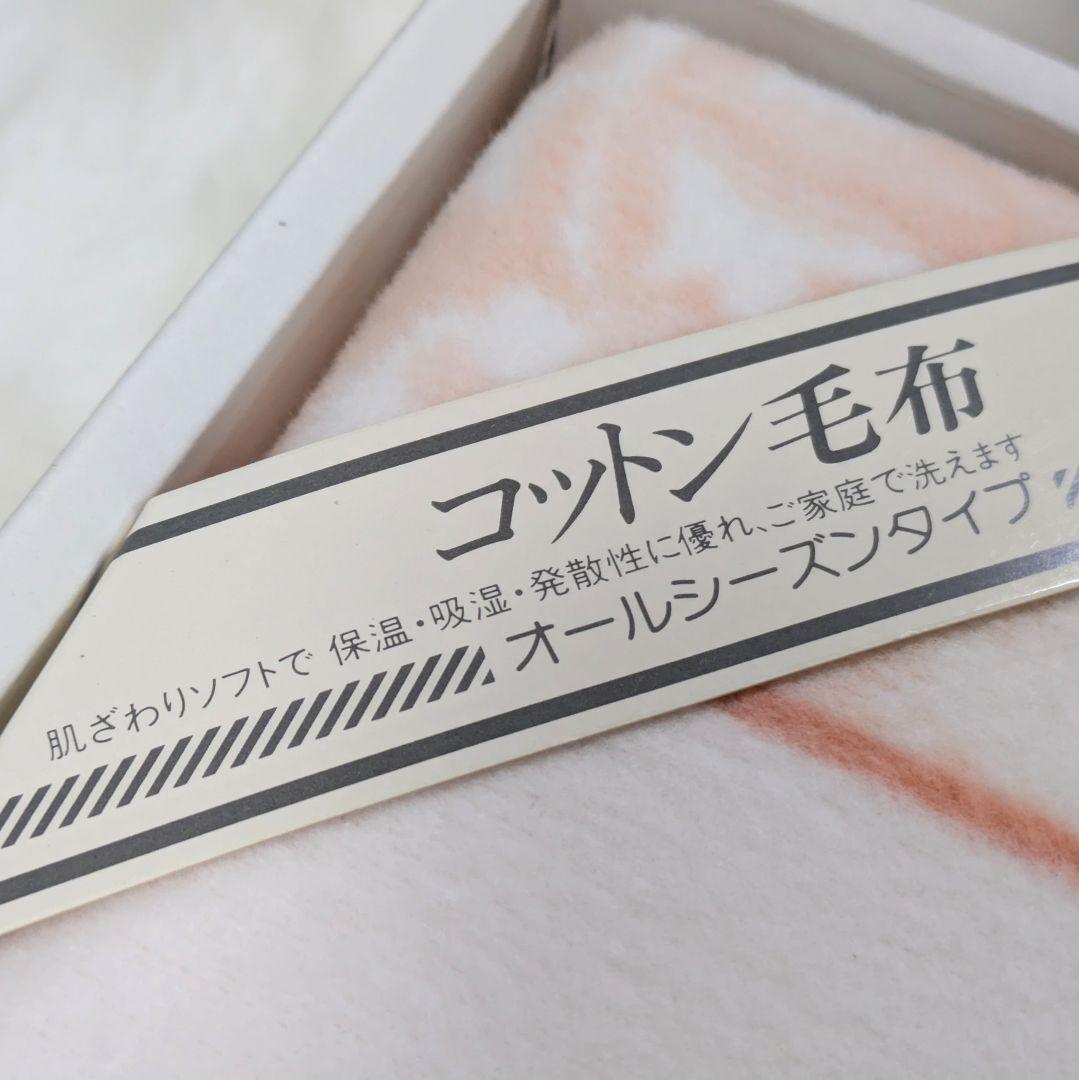 コットン毛布
肌ざわりソフトで 保温・吸湿・発散性に優れ、ご家庭で洗えます
オールシーズンタイプ